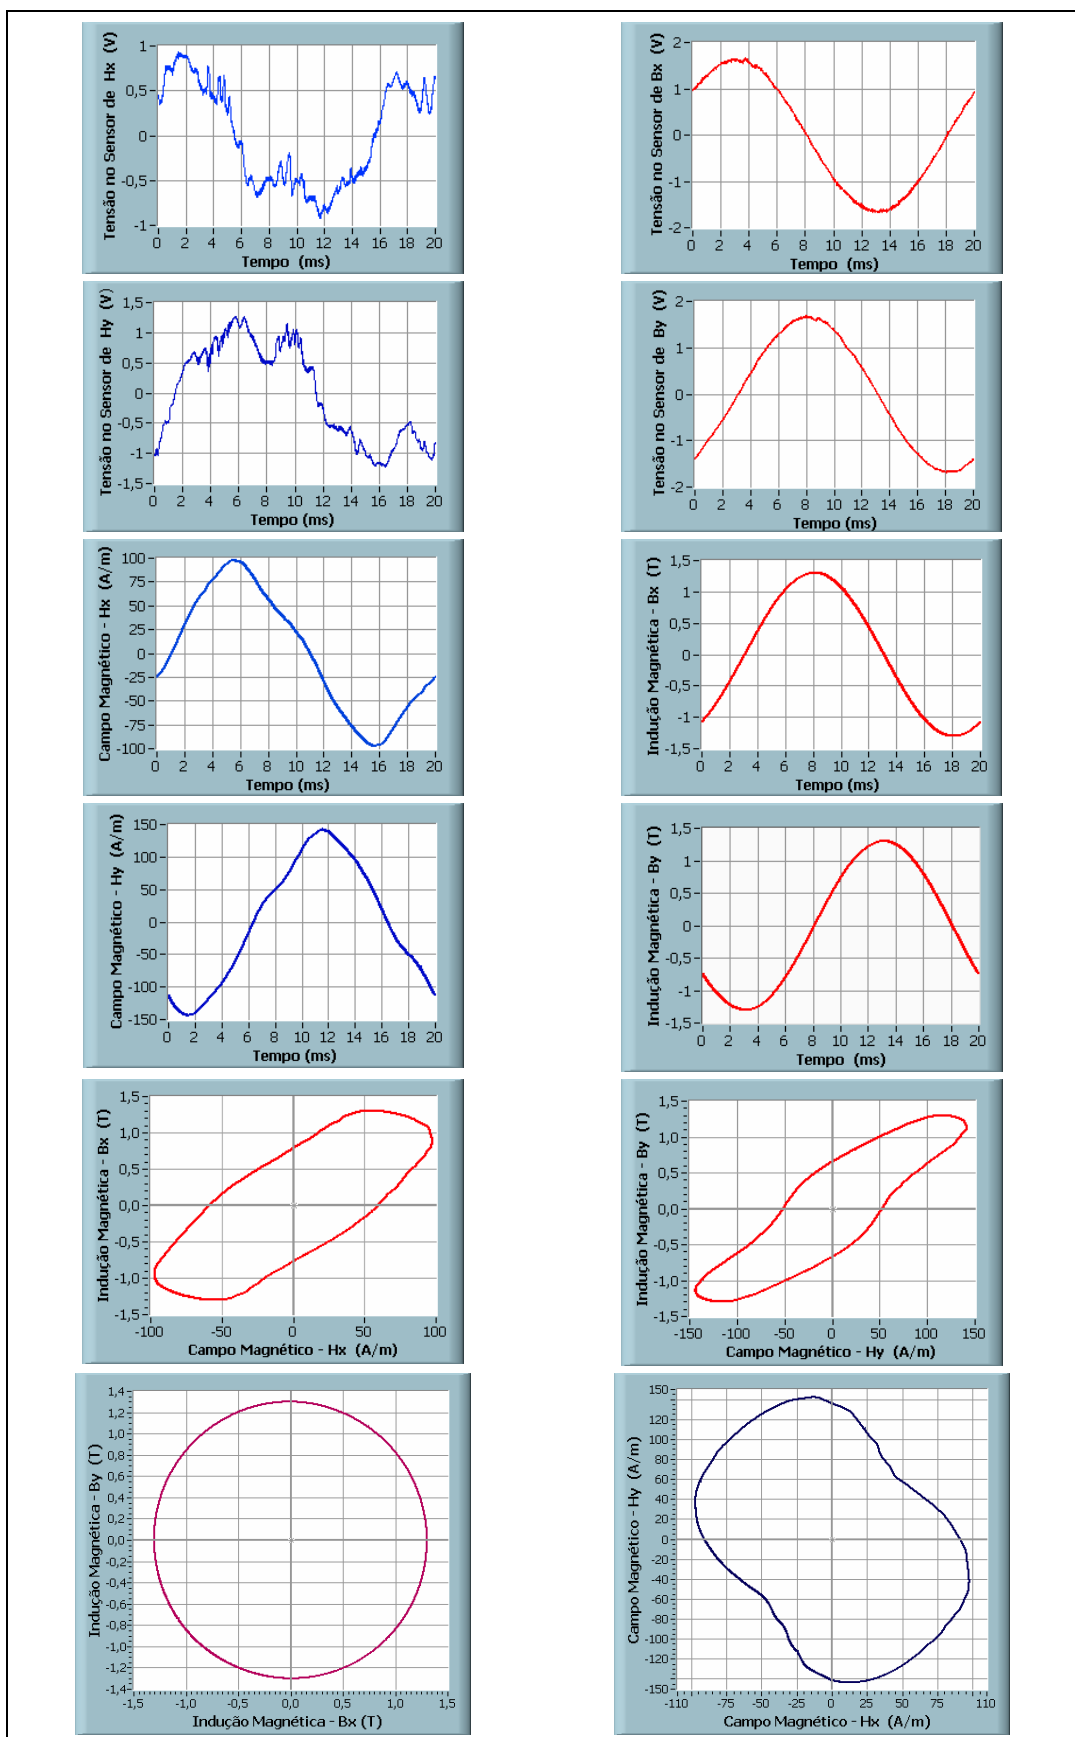 Tensão no Sensor de Hx (V)
1
0,5
0
-0,5
-1
0 2 4 6 8 10 12 14 16 18 20
Tempo (ms)
Tensão no Sensor de Bx (V)
2
1
0
-1
-2
0 2 4 6 8 10 12 14 16 18 20
Tempo (ms)
Tensão no Sensor de Hy (V)
1,5
1
0,5
0
-0,5
-1
-1,5
0 2 4 6 8 10 12 14 16 18 20
Tempo (ms)
Tensão no Sensor de By (V)
2
1
0
-1
-2
0 2 4 6 8 10 12 14 16 18 20
Tempo (ms)
Campo Magnético - Hx (A/m)
100
75
50
25
0
-25
-50
-75
-100
0 2 4 6 8 10 12 14 16 18 20
Tempo (ms)
Indução Magnética - Bx (T)
1,5
1
0,5
0
-0,5
-1
-1,5
0 2 4 6 8 10 12 14 16 18 20
Tempo (ms)
Campo Magnético - Hy (A/m)
150
100
50
0
-50
-100
-150
0 2 4 6 8 10 12 14 16 18 20
Tempo (ms)
Indução Magnética - By (T)
1,5
1
0,5
0
-0,5
-1
-1,5
0 2 4 6 8 10 12 14 16 18 20
Tempo (ms)
Indução Magnética - Bx (T)
1,5
1,0
0,5
0,0
-0,5
-1,0
-1,5
-100 -50 0 50 100
Campo Magnético - Hx (A/m)
Indução Magnética - By (T)
1,5
1,0
0,5
0,0
-0,5
-1,0
-1,5
-150 -100 -50 0 50 100 150
Campo Magnético - Hy (A/m)
Indução Magnética - By (T)
1,4
1,2
1,0
0,8
0,6
0,4
0,2
0,0
-0,2
-0,4
-0,6
-0,8
-1,0
-1,2
-1,4
-1,5 -1,0 -0,5 0,0 0,5 1,0 1,5
Indução Magnética - Bx (T)
Campo Magnético - Hy (A/m)
150
120
100
80
60
40
20
0
-20
-40
-60
-80
-100
-120
-150
-110 -75 -50 -25 0 25 50 75 110
Campo Magnético - Hx (A/m)